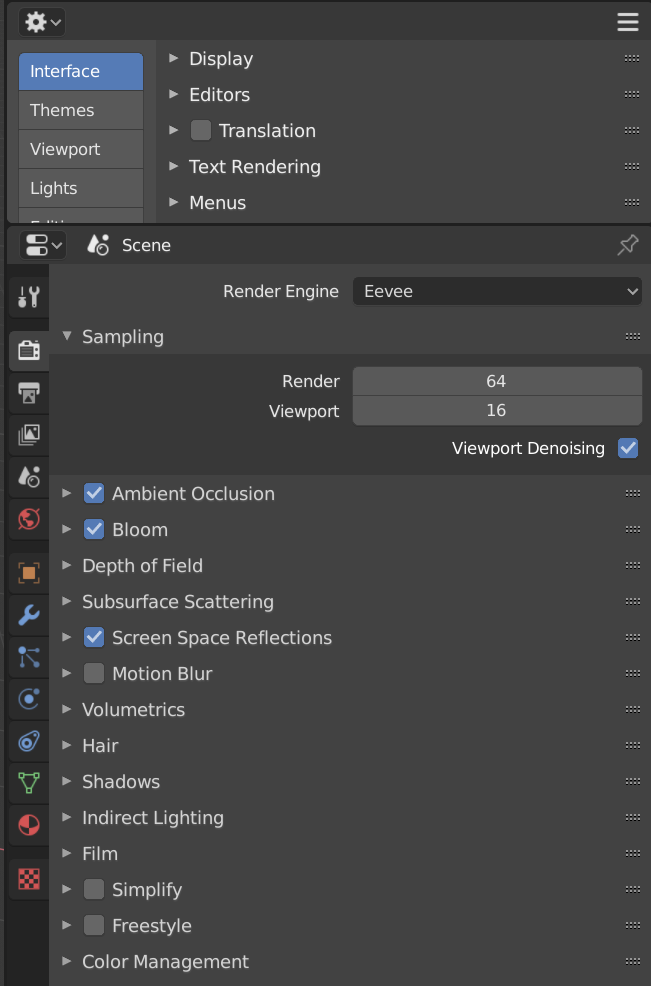 Interface
Display
Editors
Themes
Translation
Viewport
Text Rendering
Lights
Menus
Scene
Render Engine Eevee
Sampling
Render 64
Viewport 16
Viewport Denoising
Ambient Occlusion
Bloom
Depth of Field
Subsurface Scattering
Screen Space Reflections
Motion Blur
Volumetrics
Hair
Shadows
Indirect Lighting
Film
Simplify
Freestyle
Color Management